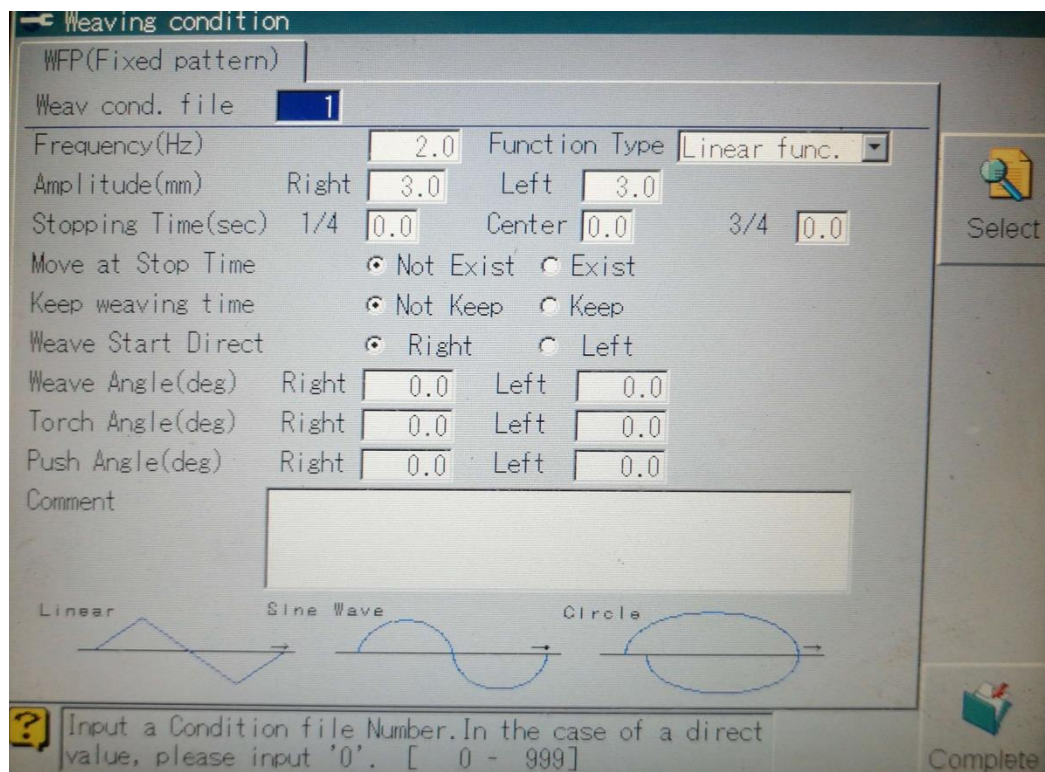 Weaving condition
WFP(Fixed pattern)
Weav cond. file 1
Frequency(Hz) 2.0 Function Type Linear func.
Amplitude(mm) Right 3.0 Left 3.0
Select
Stopping Time(sec) 1/4 0.0 Center 0.0 3/4 0.0
Move at Stop Time Not Exist Exist
Keep weaving time Not Keep Keep
Weave Start Direct Right Left
Weave Angle(deg) Right 0.0 Left 0.0
Torch Angle(deg) Right 0.0 Left 0.0
Push Angle(deg) Right 0.0 Left 0.0
Comment
Linear Sine Wave Circle
? Input a Condition file Number.In the case of a direct
value, please input '0'. [ 0 - 999]
Complete